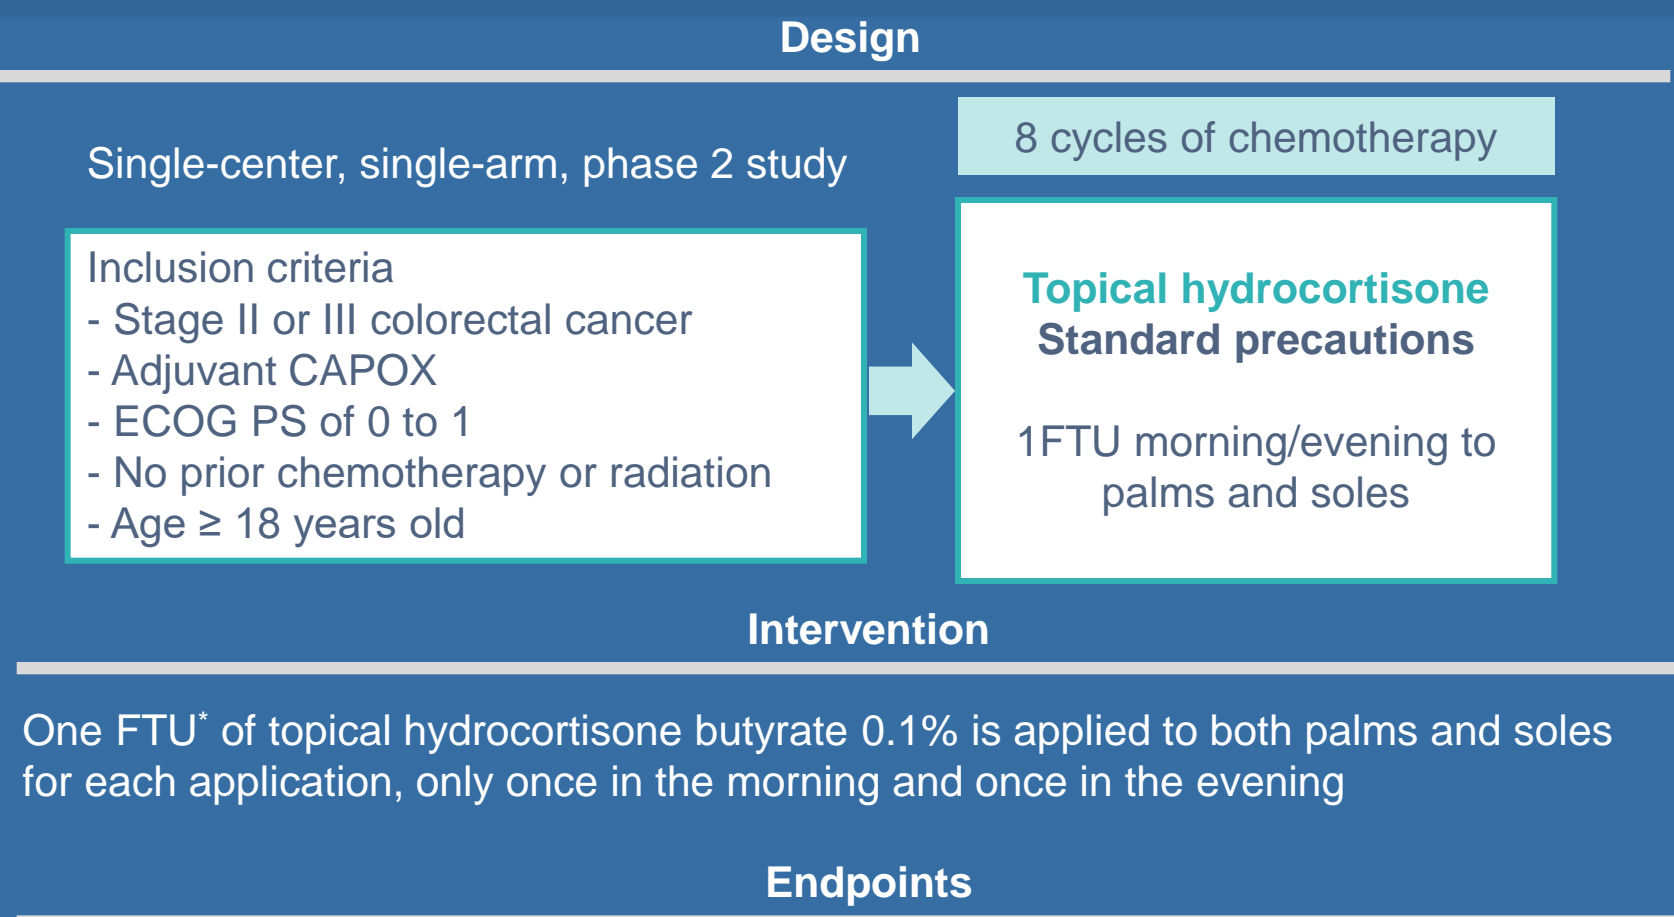 Design
Single-center, single-arm, phase 2 study
Inclusion criteria
- Stage II or III colorectal cancer
- Adjuvant CAPOX
- ECOG PS of 0 to 1
- No prior chemotherapy or radiation
- Age ≥ 18 years old
8 cycles of chemotherapy
Topical hydrocortisone
Standard precautions
1FTU morning/evening to
palms and soles
Intervention
One FTU* of topical hydrocortisone butyrate 0.1% is applied to both palms and soles
for each application, only once in the morning and once in the evening
Endpoints